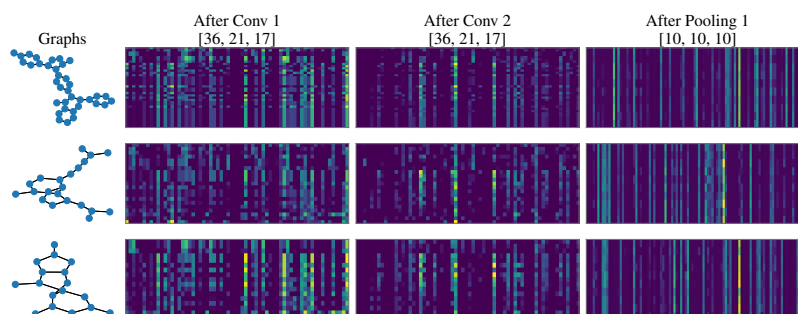 Graphs
After Conv 1
[36, 21, 17]
After Conv 2
[36, 21, 17]
After Pooling 1
[10, 10, 10]